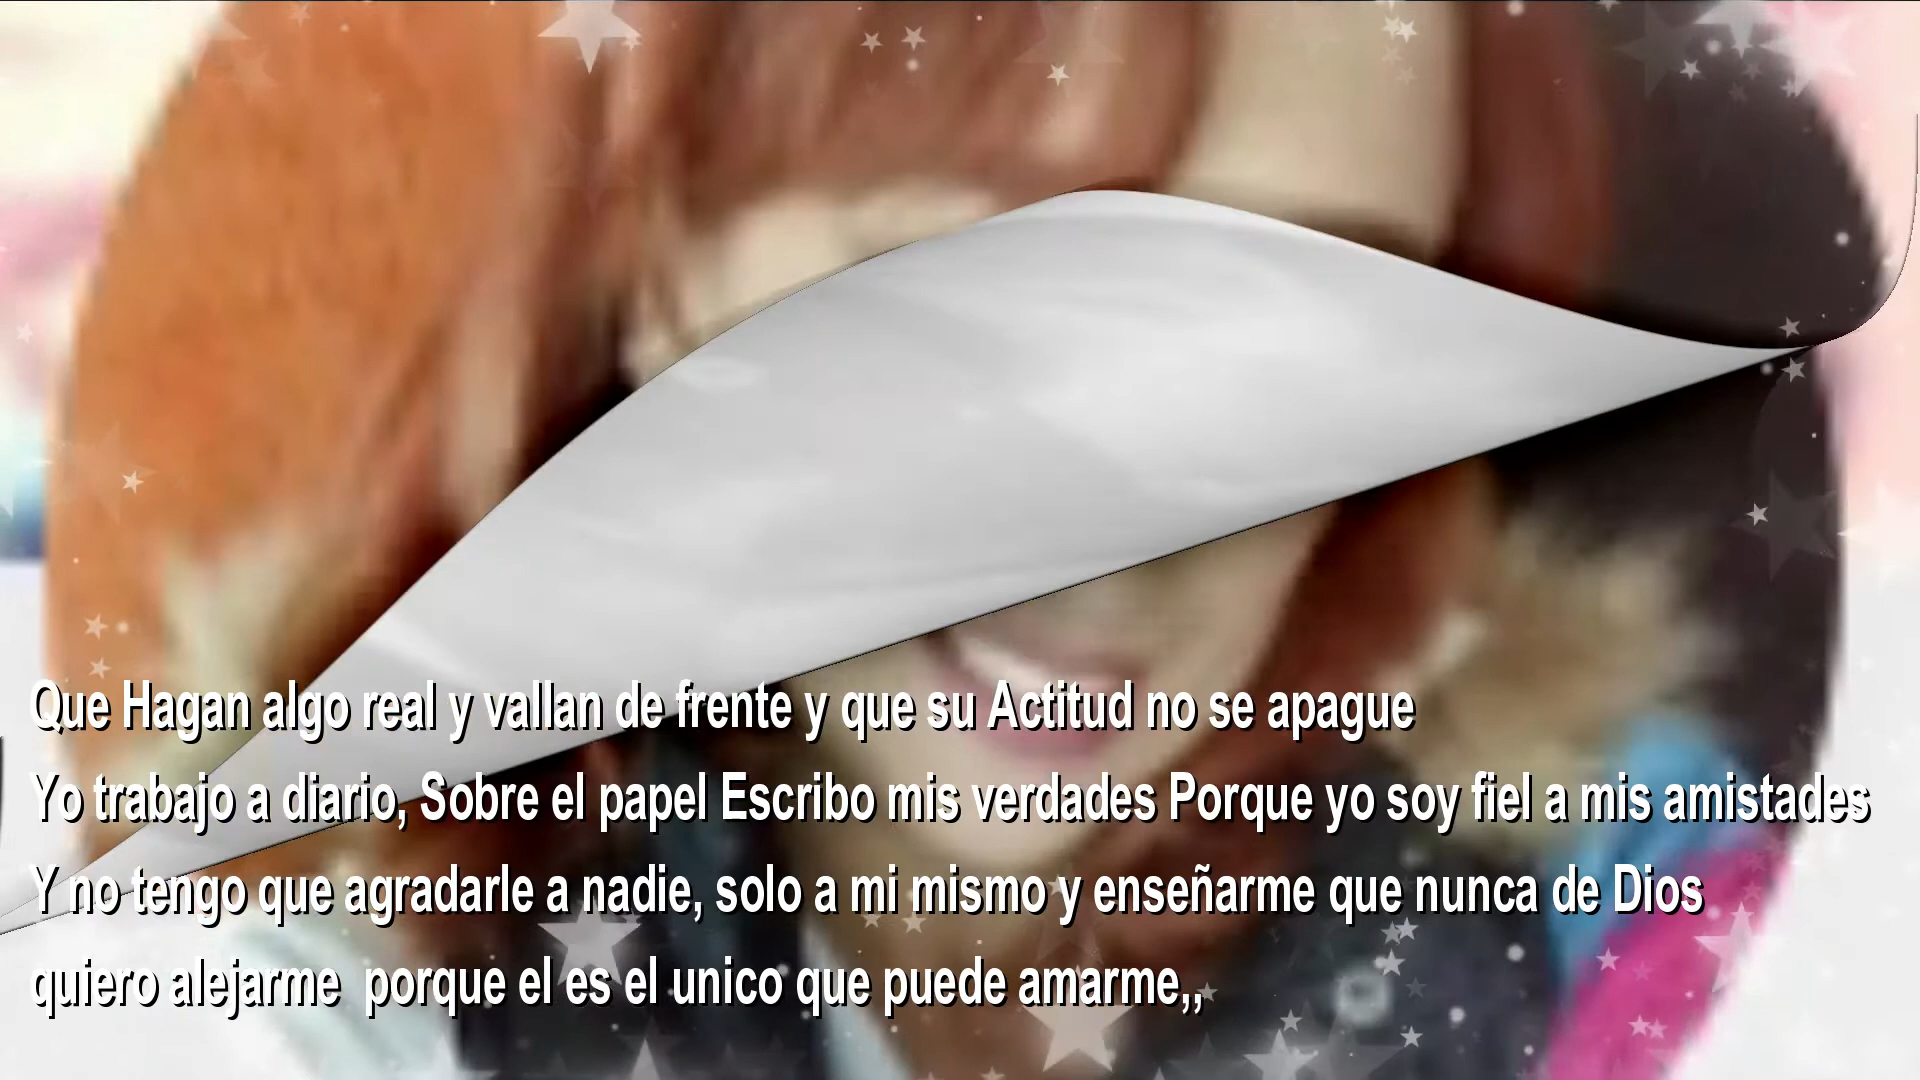 Que Hagan algo real y vallan de frente y que su Actitud no se apague
Yo trabajo a diario, Sobre el papel Escribo mis verdades Porque yo soy fiel a mis amistades
Y no tengo que agradarle a nadie, solo a mi mismo y enseñarme que nunca de Dios
quiero alejarme  porque el es el unico que puede amarme,,